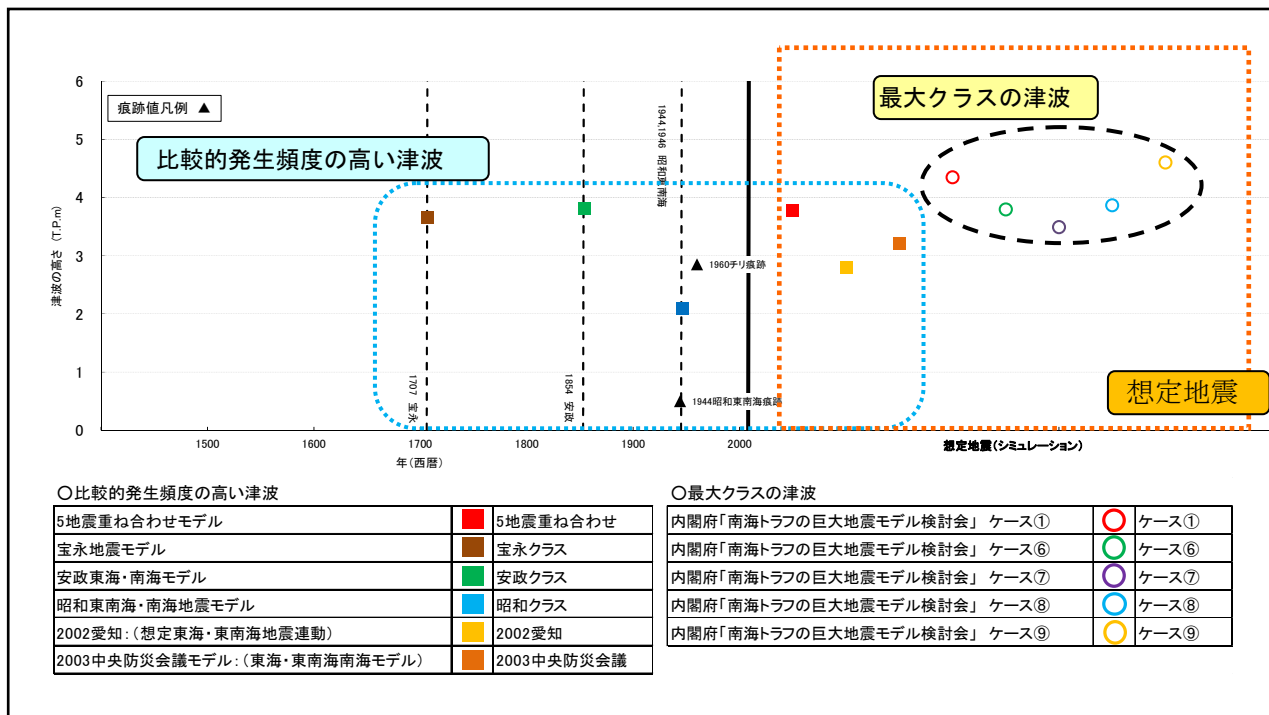 6
5
4
3
2
1
0
津波の高さ (T.P.m)
痕跡値凡例 ▲
比較的発生頻度の高い津波
最大クラスの津波
想定地震
1707 宝永
1854 安政
1944,1946 昭和東南海
▲ 1960チリ痕跡
▲ 1944昭和東南海痕跡
1500 1600 1700 1800 1900 2000
年(西暦)
想定地震(シミュレーション)
○比較的発生頻度の高い津波
5地震重ね合わせモデル 5地震重ね合わせ
宝永地震モデル 宝永クラス
安政東海・南海モデル 安政クラス
昭和東南海・南海地震モデル 昭和クラス
2002愛知:(想定東海・東南海地震連動) 2002愛知
2003中央防災会議モデル:(東海・東南海南海モデル) 2003中央防災会議
○最大クラスの津波
内閣府「南海トラフの巨大地震モデル検討会」 ケース① ケース①
内閣府「南海トラフの巨大地震モデル検討会」 ケース⑥ ケース⑥
内閣府「南海トラフの巨大地震モデル検討会」 ケース⑦ ケース⑦
内閣府「南海トラフの巨大地震モデル検討会」 ケース⑧ ケース⑧
内閣府「南海トラフの巨大地震モデル検討会」 ケース⑨ ケース⑨